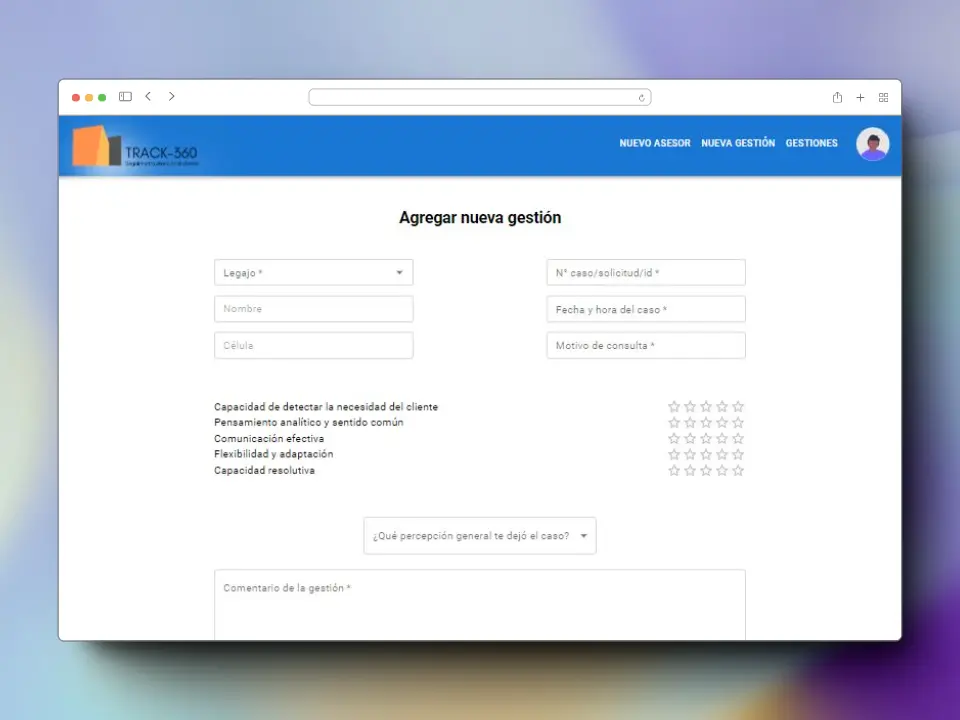 TRACK-360
NUEVO ASESOR NUEVA GESTIÓN GESTIONES
Agregar nueva gestión
Legajo *
N° caso/solicitud/id *
Nombre
Fecha y hora del caso *
Célula
Motivo de consulta *
Capacidad de detectar la necesidad del cliente
Pensamiento analítico y sentido común
Comunicación efectiva
Flexibilidad y adaptación
Capacidad resolutiva
¿Qué percepción general te dejó el caso?
Comentario de la gestión *